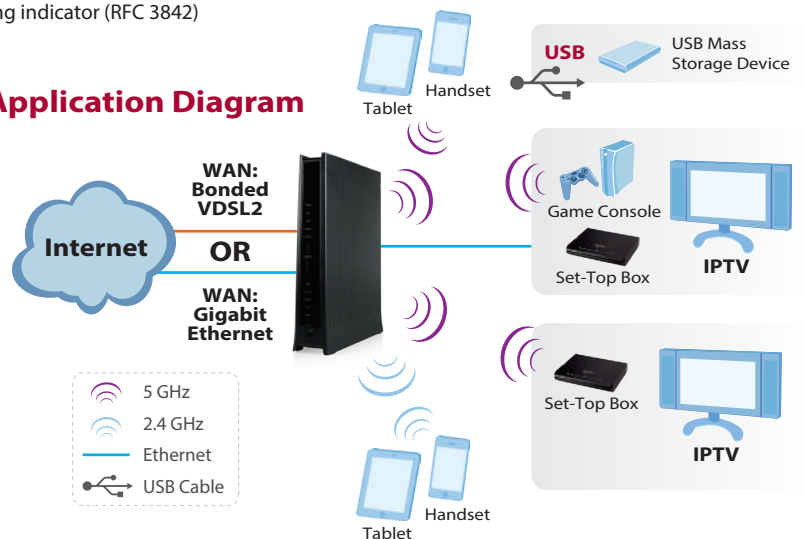 ng indicator (RFC 3842)
Application Diagram
Tablet
Handset
USB
USB Mass
Storage Device
WAN:
Bonded
VDSL2
Internet
OR
WAN:
Gigabit
Ethernet
Game Console
Set-Top Box
IPTV
5 GHz
2.4 GHz
Ethernet
USB Cable
Set-Top Box
IPTV
Tablet
Handset